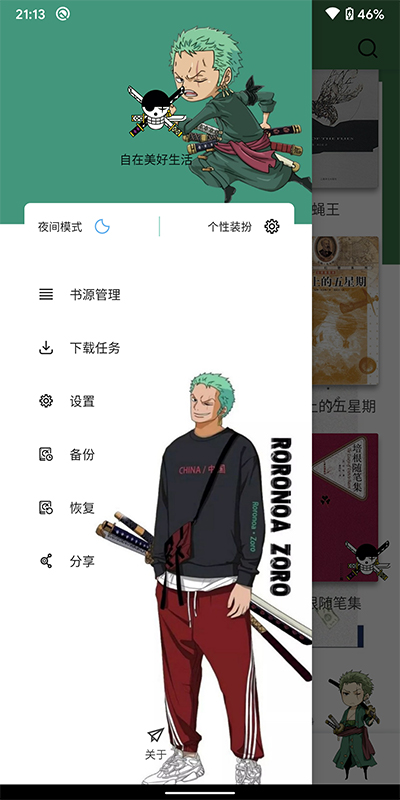 21:13
46%
自在美好生活
夜间模式
个性装扮
书源管理
下载任务
设置
备份
恢复
分享
关于
CHINA / 中国
Roronoa - Zoro
RORONOA ZORO
蝇王
上的五星期
上的五星期
培根随笔集
根随笔集